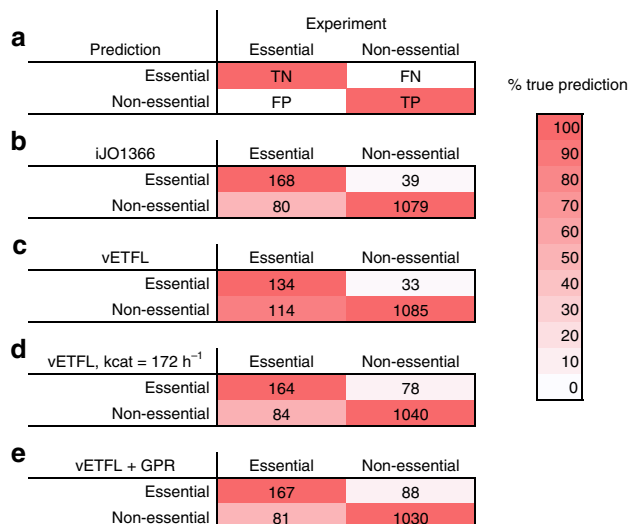 Experiment
a
Prediction Essential Non-essential
Essential TN FN
Non-essential FP TP
b
iJO1366 Essential Non-essential
Essential 168 39
Non-essential 80 1079
c
vETFL Essential Non-essential
Essential 134 33
Non-essential 114 1085
d
vETFL, kcat = 172 h⁻¹ Essential Non-essential
Essential 164 78
Non-essential 84 1040
e
vETFL + GPR Essential Non-essential
Essential 167 88
Non-essential 81 1030
% true prediction
100
90
80
70
60
50
40
30
20
10
0